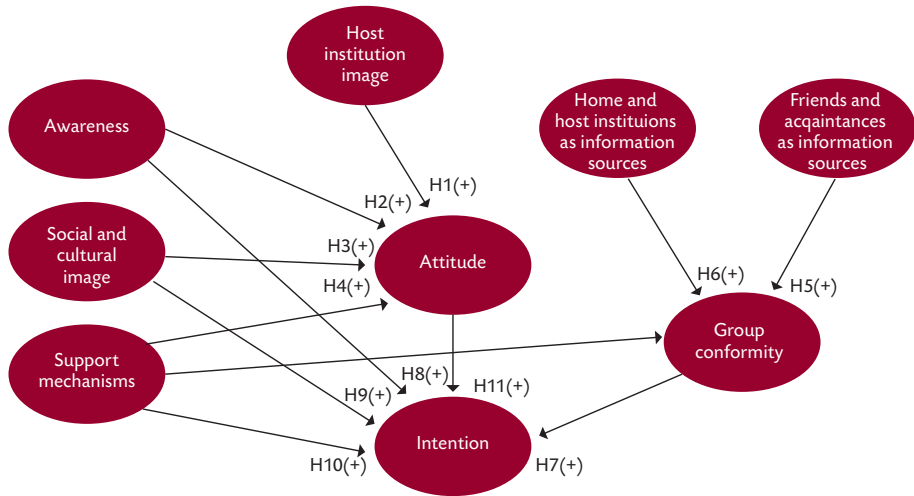 Host
institution
image
Awareness
Home and
host instituions
as information
sources
Friends and
acqaintances
as information
sources
H1(+)
H2(+)
Social and
cultural
image
H3(+)
Attitude
H4(+)
H6(+)
H5(+)
Group
conformity
Support
mechanisms
H8(+)
H9(+)
H11(+)
Intention
H10(+)
H7(+)